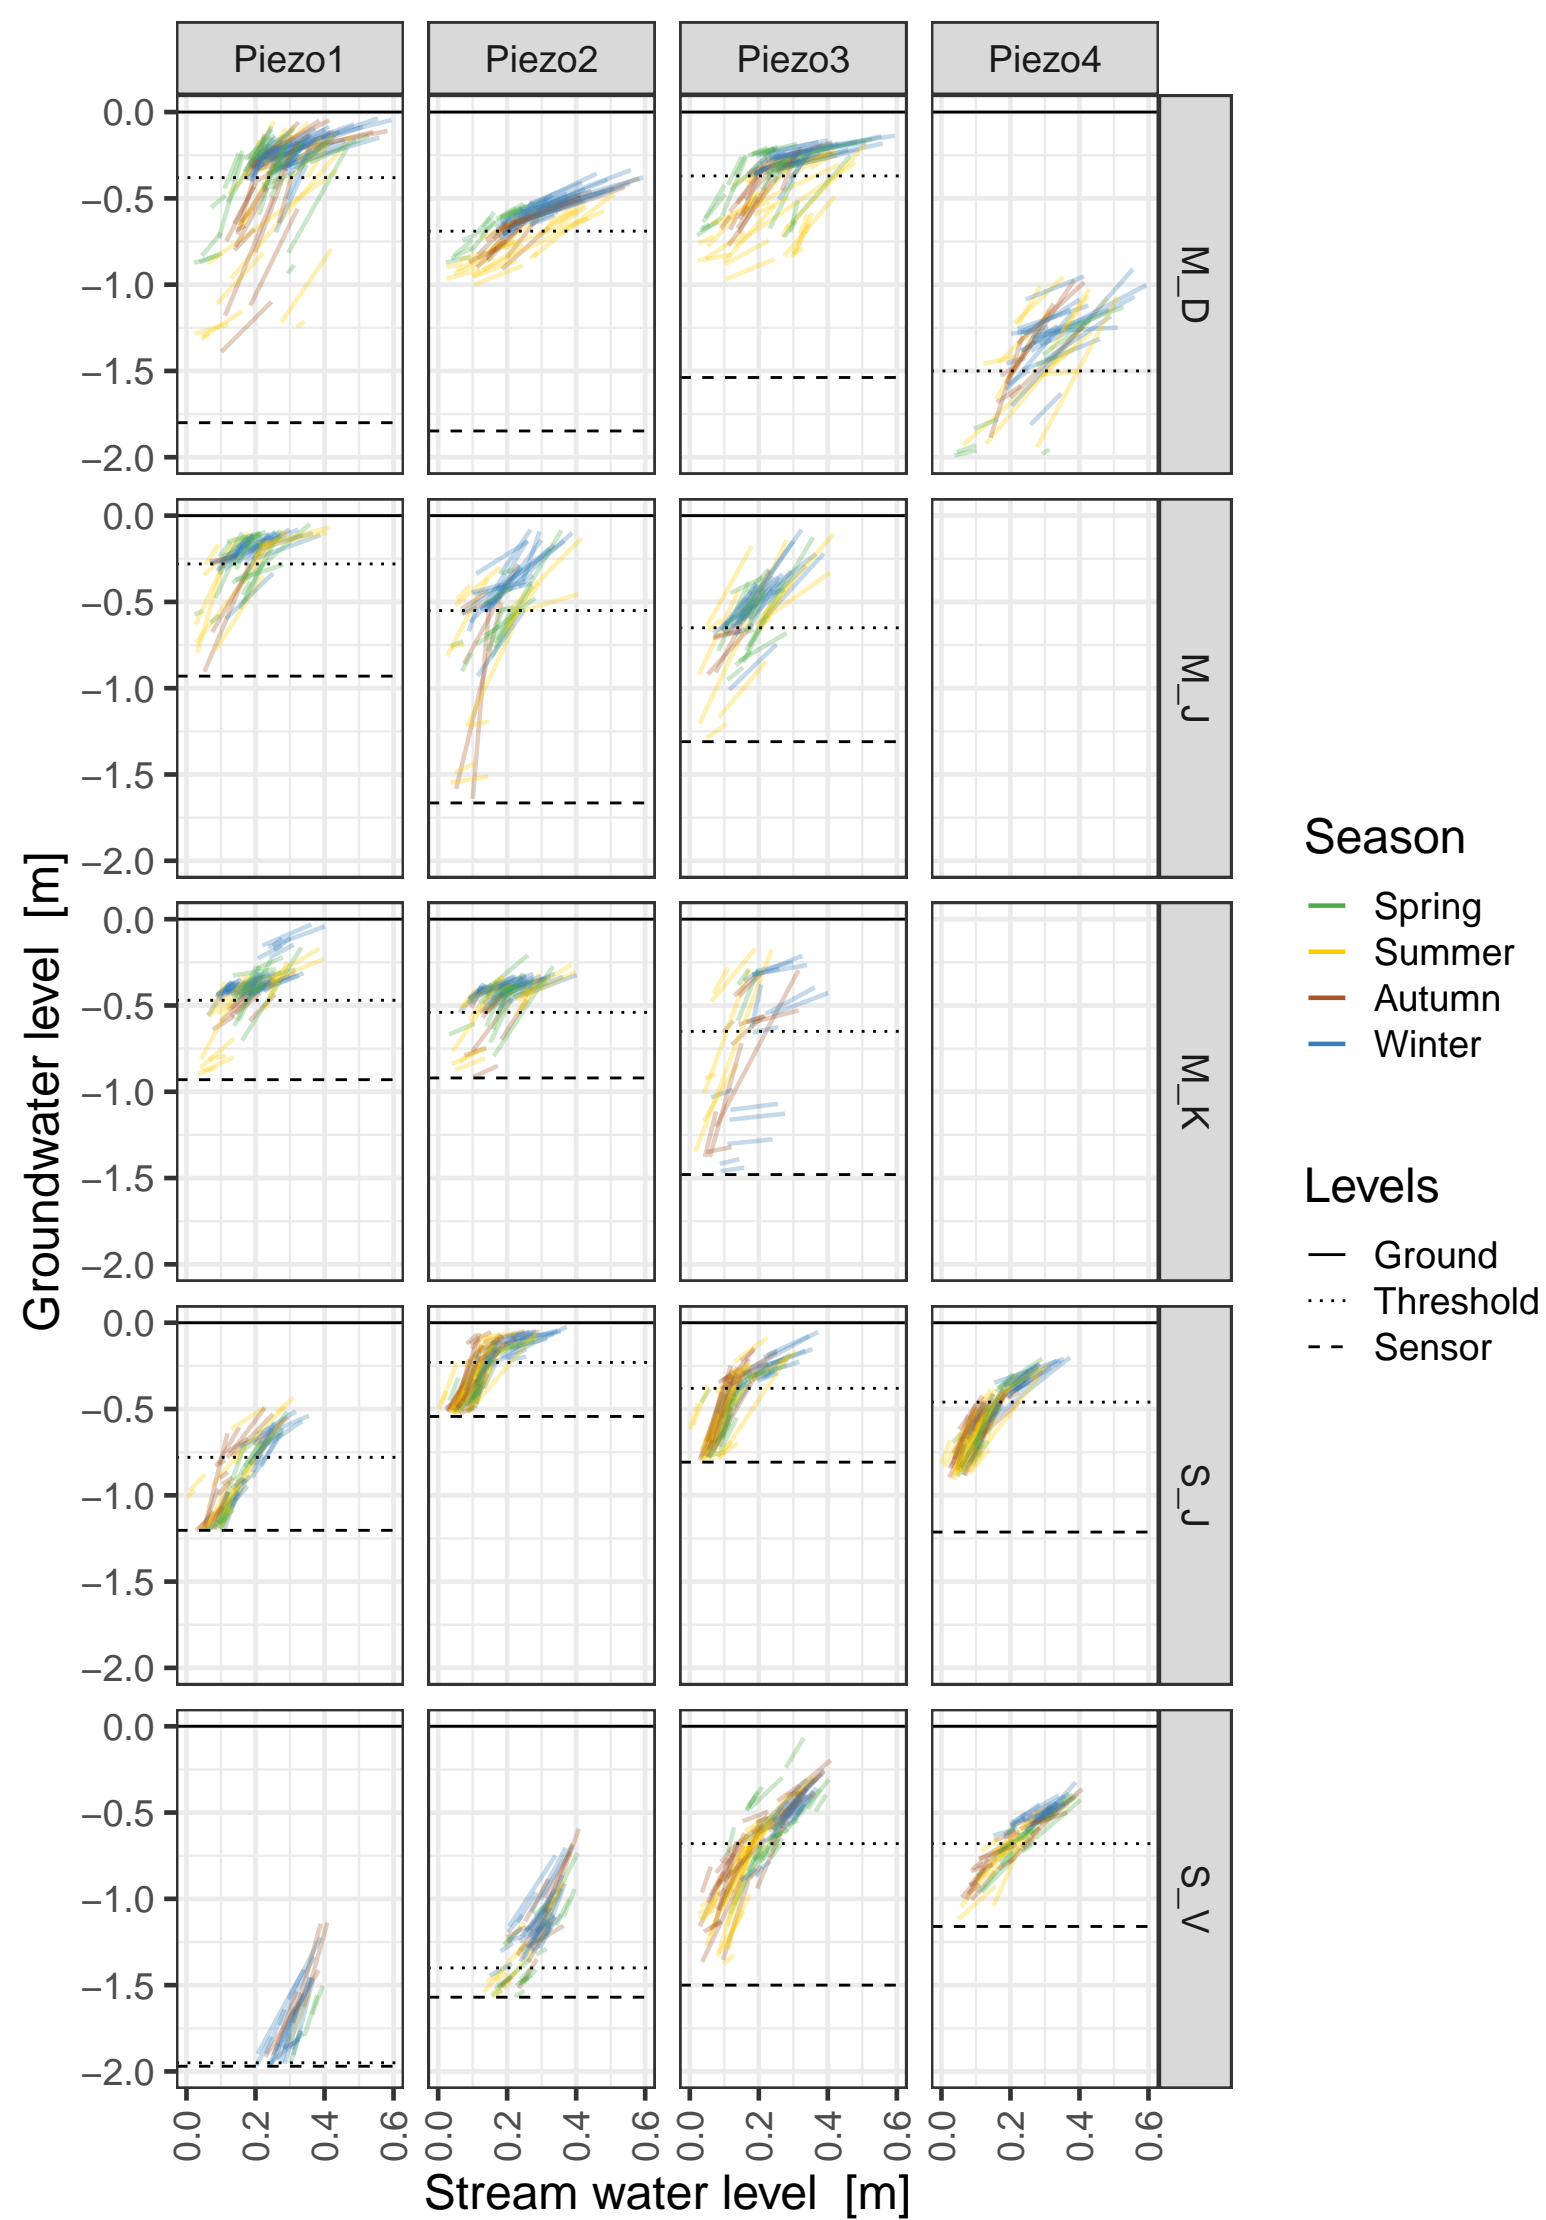 Piezo1 Piezo2 Piezo3 Piezo4
0.0
−0.5
−1.0
−1.5
−2.0
M_D
0.0
−0.5
−1.0
−1.5
−2.0
M_J
0.0
−0.5
−1.0
−1.5
−2.0
M_K
0.0
−0.5
−1.0
−1.5
−2.0
S_J
0.0
−0.5
−1.0
−1.5
−2.0
S_V
0.0 0.2 0.4 0.6 0.0 0.2 0.4 0.6 0.0 0.2 0.4 0.6 0.0 0.2 0.4 0.6
Stream water level [m]
Groundwater level [m]
Season
Spring
Summer
Autumn
Winter
Levels
Ground
Threshold
Sensor